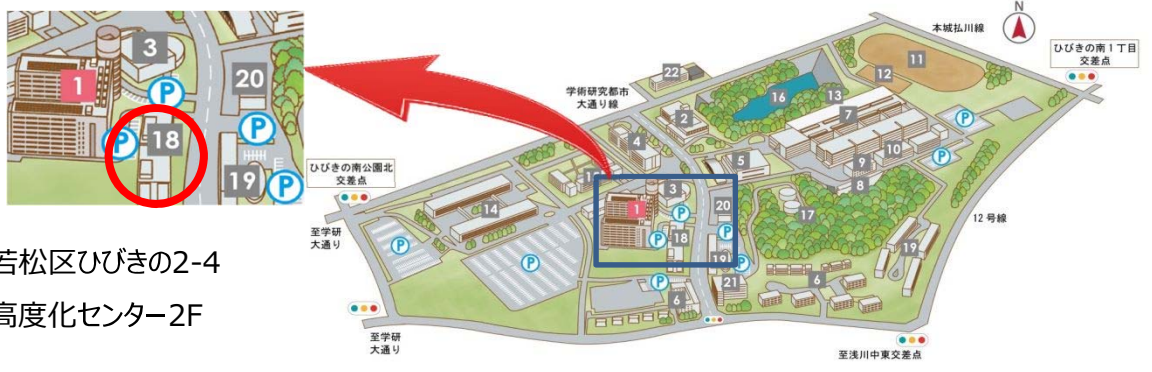 1
3
20
P
P
18
P
19
P
若松区ひびきの2-4
高度化センター2F
N
本城払川線
ひびきの南1丁目
交差点
学術研究都市
大通り線
22
11
12
16
13
2
7
4
P
5
10
9
P
8
ひびきの南公園北
交差点
3
1
20
17
14
P
至学研
大通り
12号線
P
P
18
P
19
P
19
P
P
21
6
6
至学研
大通り
至浅川中東交差点